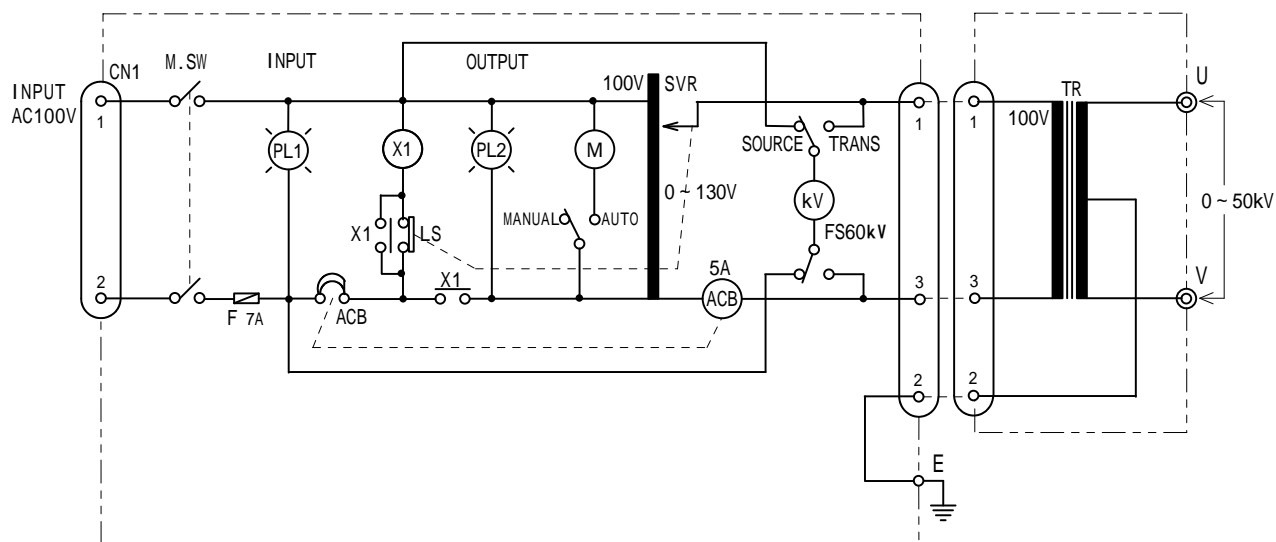 INPUT
AC100V
CN1
M.SW
INPUT
OUTPUT
100V
SVR
TR
U
1
1
1
PL1
X1
PL2
M
SOURCE
TRANS
100V
0~130V
kV
0~50kV
MANUAL
AUTO
X1
LS
FS60kV
V
2
F 7A
ACB
X1
5A
ACB
3
3
2
2
E